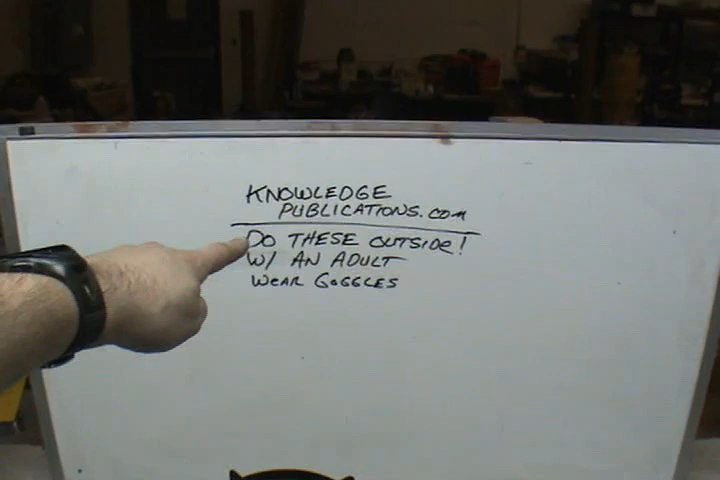 KNOWLEDGE
PUBLICATIONS.COM
DO THESE OUTSIDE!
W/ AN ADULT
WEAR GOGGLES